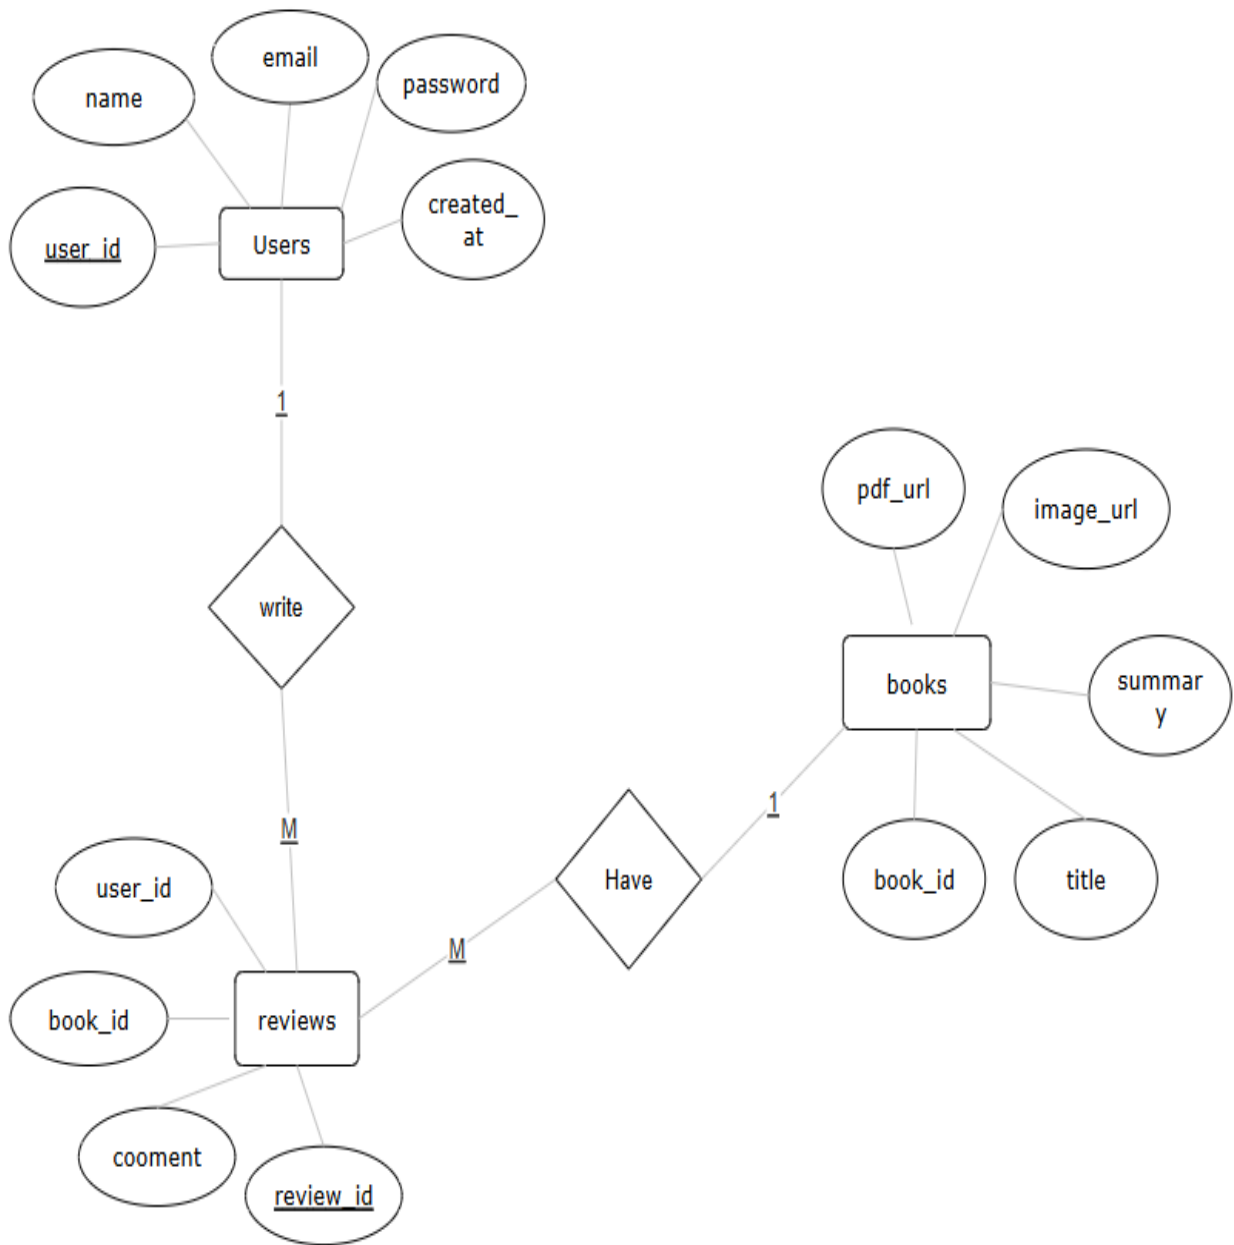 email
password
name
created_
at
user_id
Users
1
pdf_url
image_url
write
books
summar
y
1
M
user_id
Have
book_id
title
M
book_id
reviews
cooment
review_id